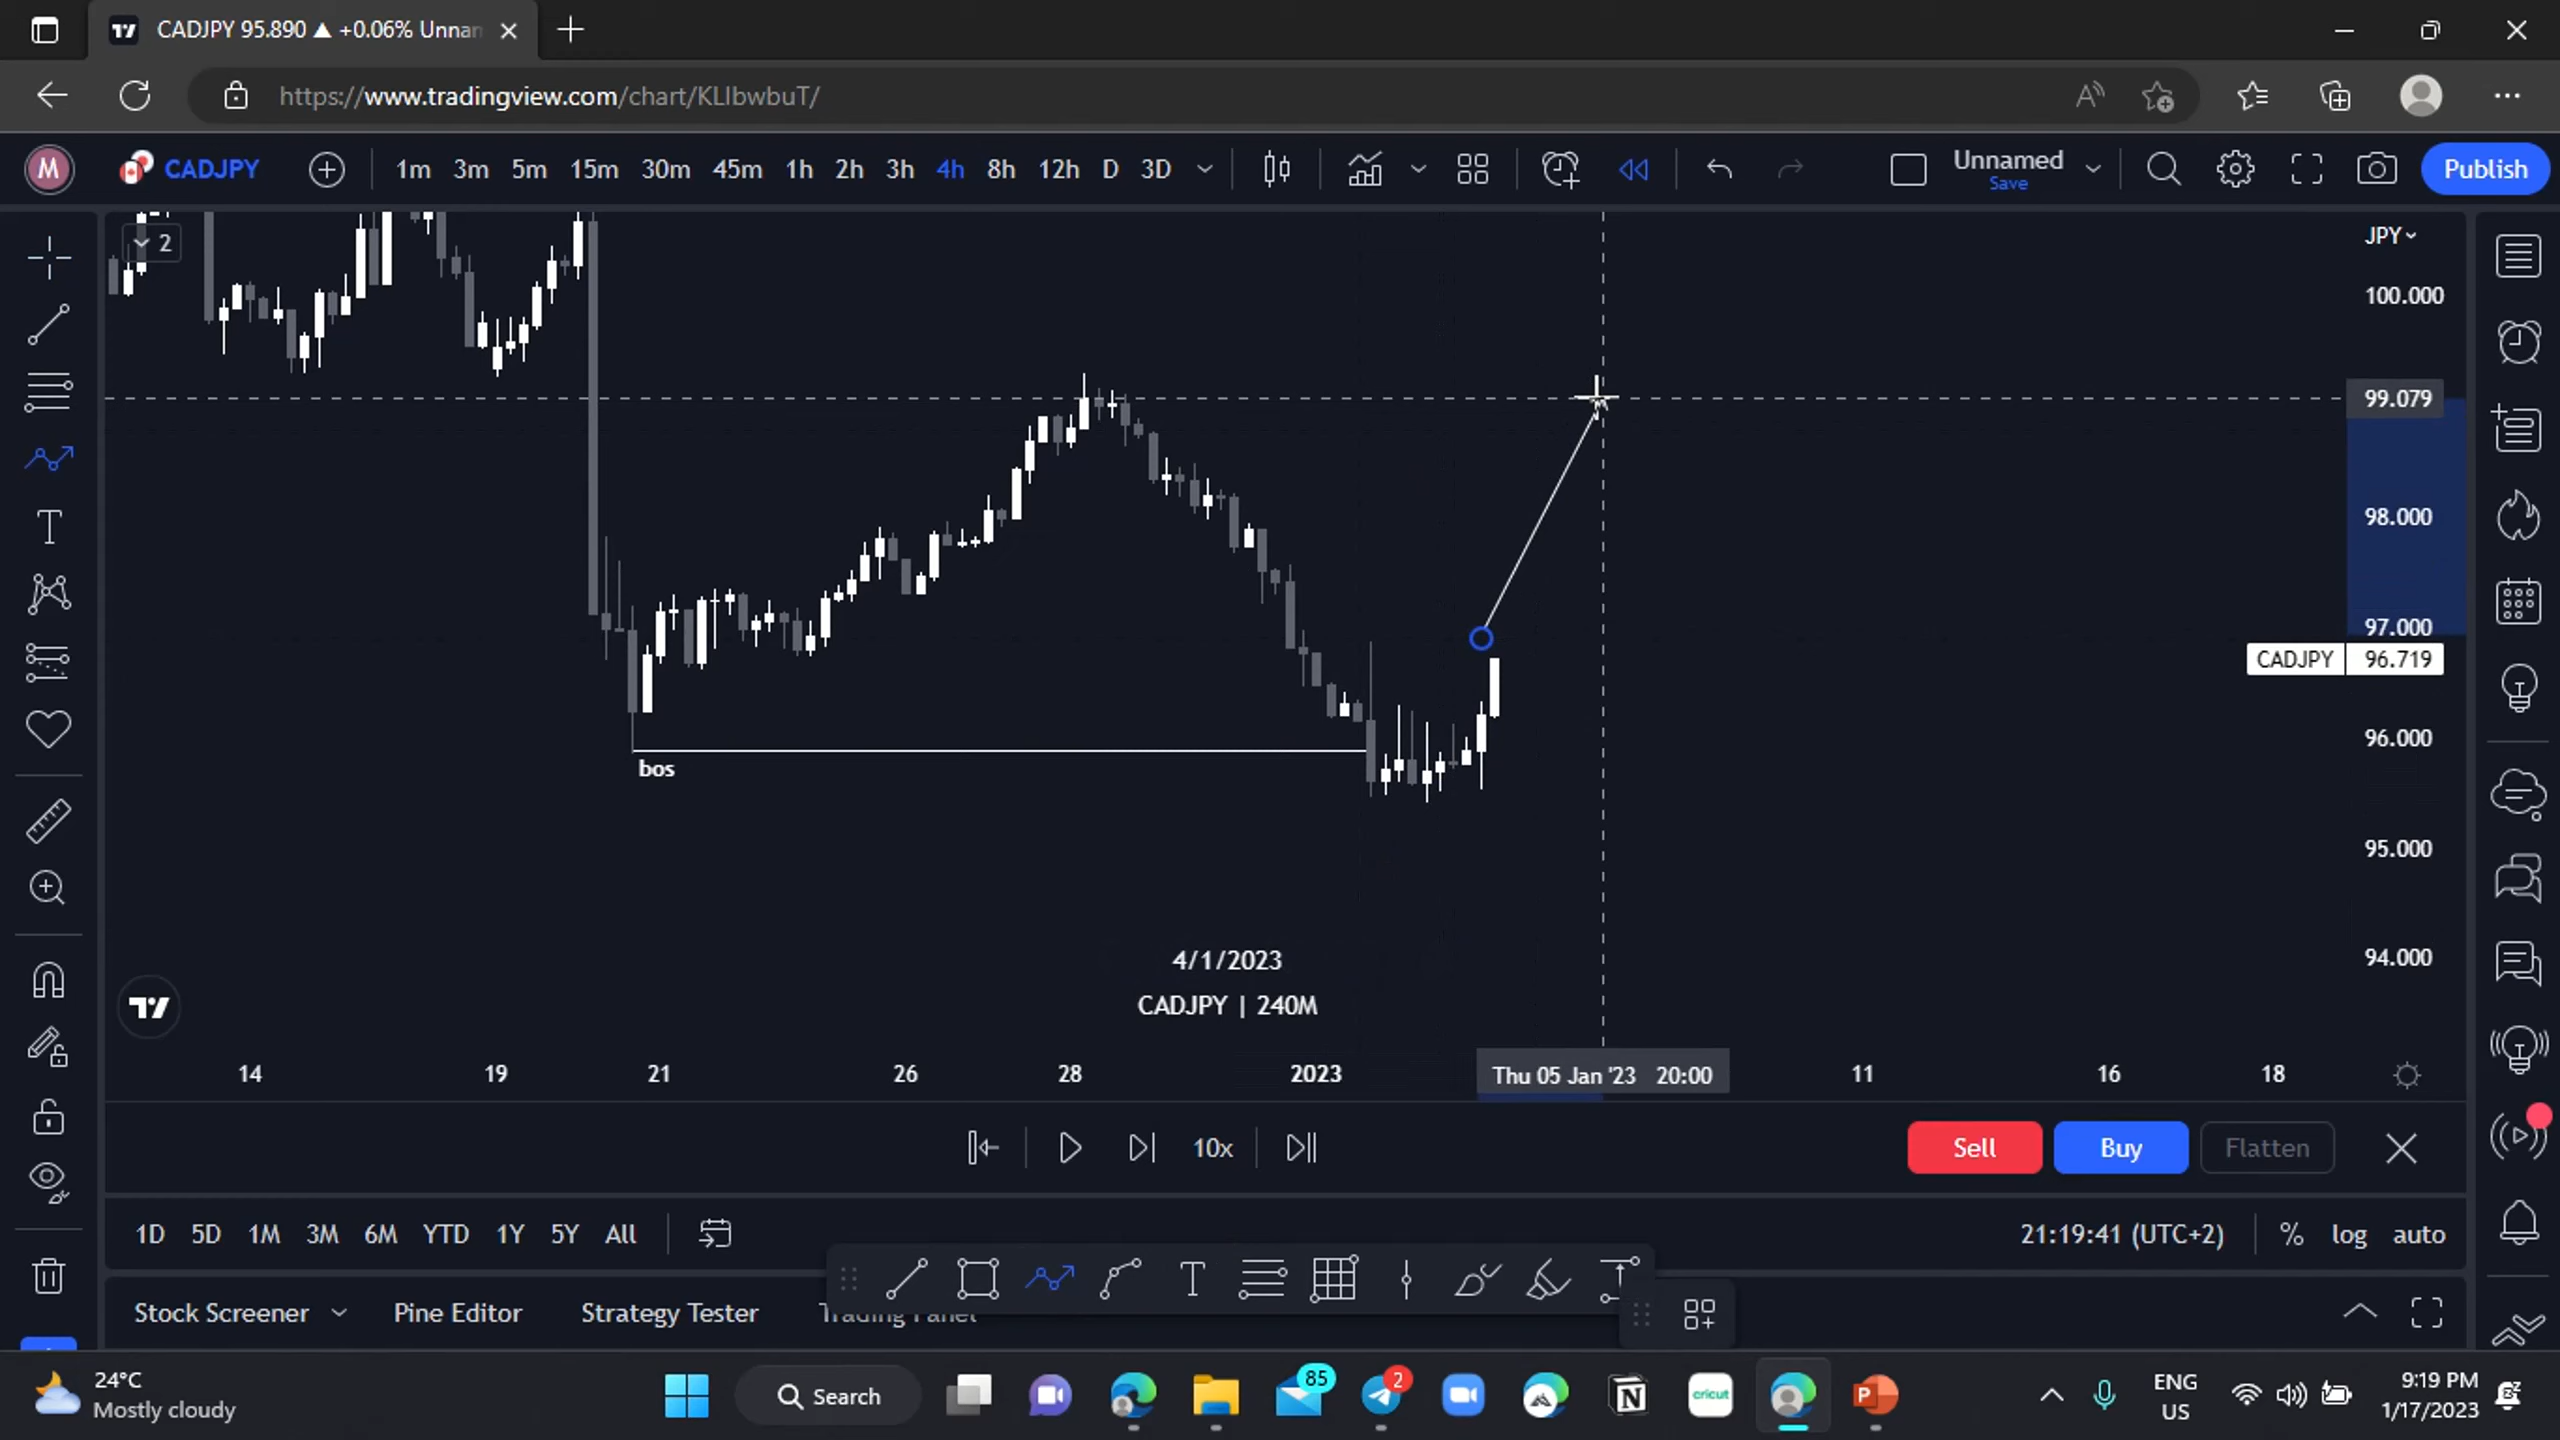 CADJPY 95.890 ▲ +0.06% Unnan
https://www.tradingview.com/chart/KLIbwbuT/
M CADJPY 1m 3m 5m 15m 30m 45m 1h 2h 3h 4h 8h 12h D 3D Unnamed Save Publish
2
JPY
100.000
99.079
98.000
97.000
CADJPY 96.719
96.000
bos
95.000
94.000
4/1/2023
CADJPY | 240M
14 19 21 26 28 2023 Thu 05 Jan '23 20:00 11 16 18
10x Sell Buy Flatten
1D 5D 1M 3M 6M YTD 1Y 5Y All 21:19:41 (UTC+2) % log auto
Stock Screener Pine Editor Strategy Tester Trading Panel
24°C
Mostly cloudy
Search
85
2
cricut
ENG
US
9:19 PM
1/17/2023